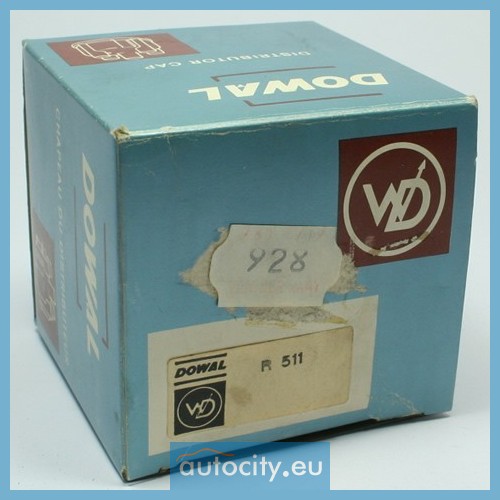 DISTRIBUTOR CAP
DOWAL
DOWAL
CHAPEAU DU DISTRIBUTEUR
WD
928
DOWAL
R 511
WD
autocity.eu